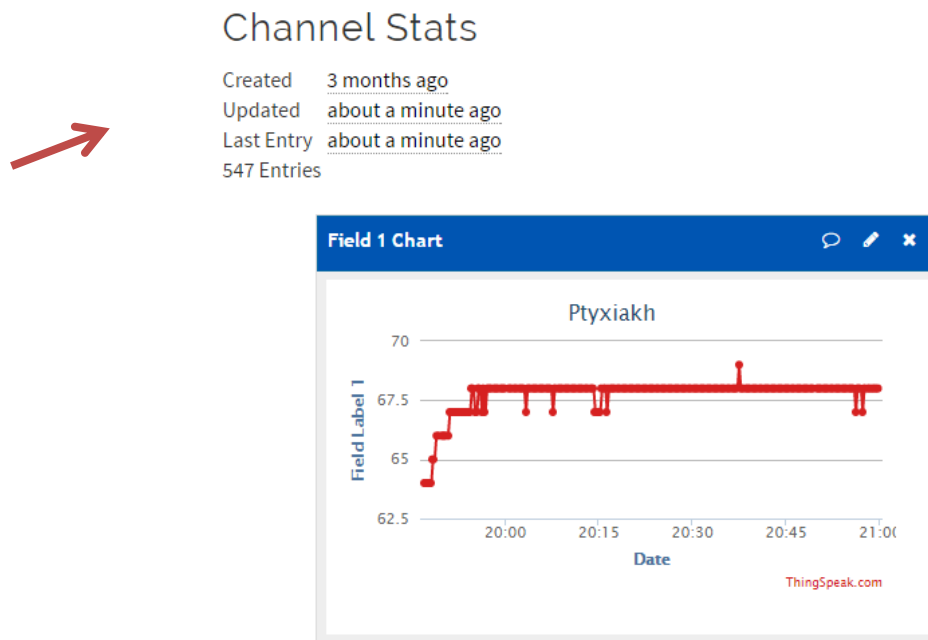 Channel Stats
Created 3 months ago
Updated about a minute ago
Last Entry about a minute ago
547 Entries
Field 1 Chart
Ptyxiakh
70
67.5
65
62.5
Field Label 1
20:00 20:15 20:30 20:45 21:0
Date
ThingSpeak.com